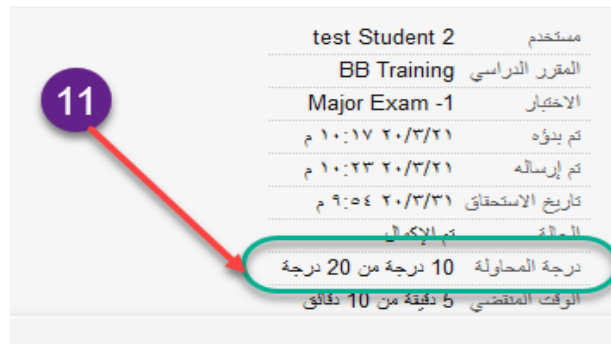 مستخدم test Student 2
المقرر الدراسي BB Training
الاختبار Major Exam -1
تم بدؤه ٢٠/٣/٢١ ١٠:١٧ م
تم إرساله ٢٠/٣/٢١ ١٠:٢٣ م
تاريخ الاستحقاق ٢٠/٣/٣١ ٩:٥٤ م
الحالة تم الإكمال
درجة المحاولة 10 درجة من 20 درجة
الوقت المنقضي 5 دقيقة من 10 دقائق
11